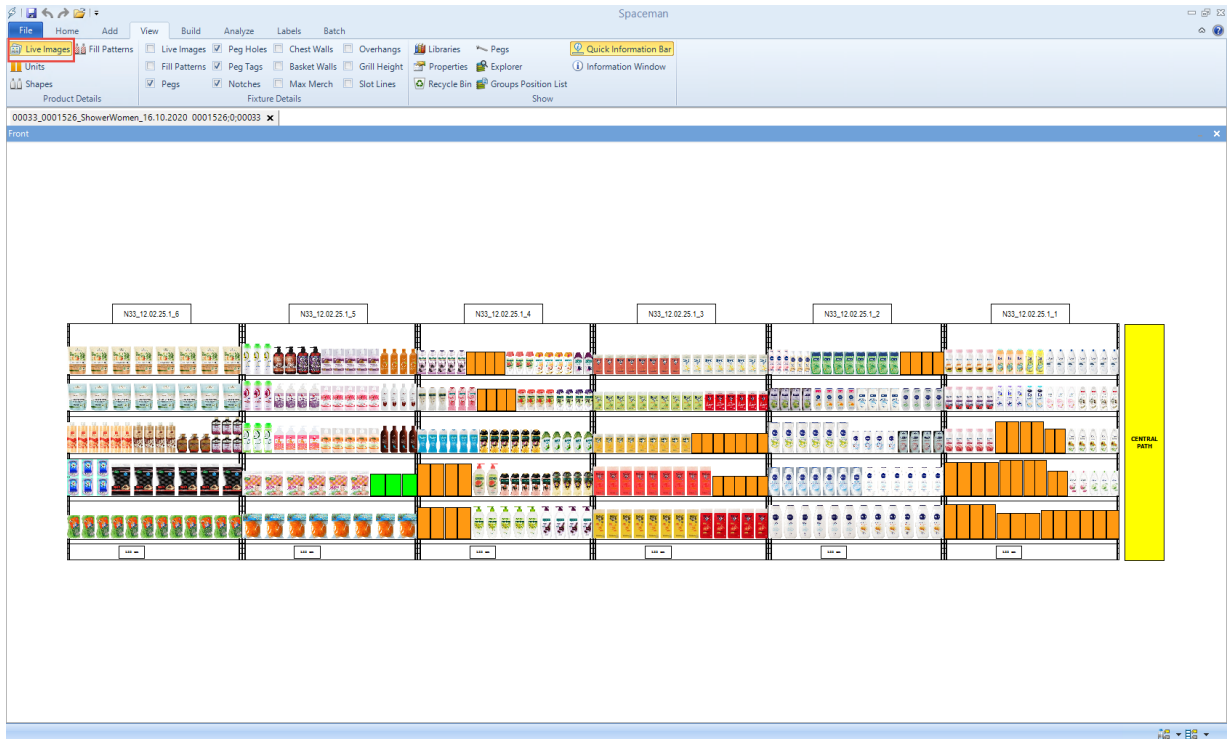 Spaceman
File Home Add View Build Analyze Labels Batch
Live Images Fill Patterns Live Images Peg Holes Chest Walls Overhangs Libraries Pegs Quick Information Bar
Units Fill Patterns Peg Tags Basket Walls Grill Height Properties Explorer Information Window
Shapes Pegs Notches Max Merch Slot Lines Recycle Bin Groups Position List
Product Details Fixture Details Show
00033_0001526_ShowerWomen_16.10.2020 0001526;0;00033
Front
N33_12.02.25.1_6 N33_12.02.25.1_5 N33_12.02.25.1_4 N33_12.02.25.1_3 N33_12.02.25.1_2 N33_12.02.25.1_1
CENTRAL
PATH